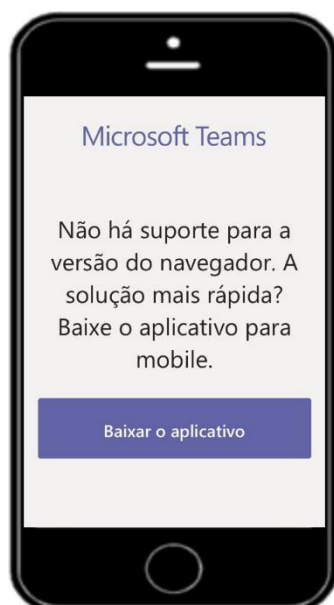 Microsoft Teams
Não há suporte para a
versão do navegador. A
solução mais rápida?
Baixe o aplicativo para
mobile.
Baixar o aplicativo